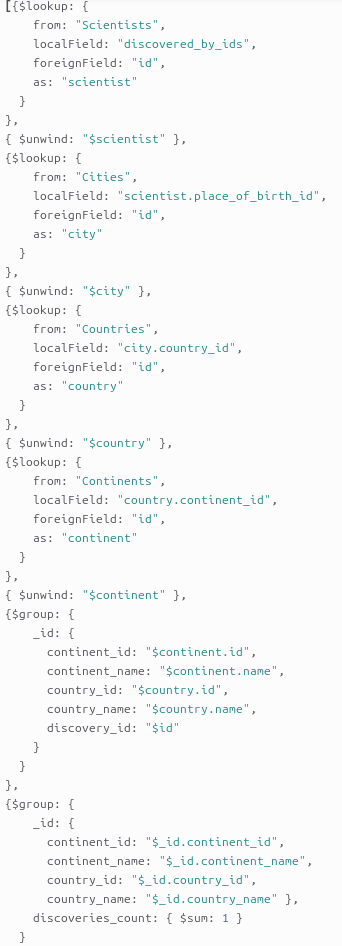 [{$lookup: {
    from: "Scientists",
    localField: "discovered_by_ids",
    foreignField: "id",
    as: "scientist"
  }
},
{ $unwind: "$scientist" },
{$lookup: {
    from: "Cities",
    localField: "scientist.place_of_birth_id",
    foreignField: "id",
    as: "city"
  }
},
{ $unwind: "$city" },
{$lookup: {
    from: "Countries",
    localField: "city.country_id",
    foreignField: "id",
    as: "country"
  }
},
{ $unwind: "$country" },
{$lookup: {
    from: "Continents",
    localField: "country.continent_id",
    foreignField: "id",
    as: "continent"
  }
},
{ $unwind: "$continent" },
{$group: {
    _id: {
      continent_id: "$continent.id",
      continent_name: "$continent.name",
      country_id: "$country.id",
      country_name: "$country.name",
      discovery_id: "$id"
    }
  }
},
{$group: {
    _id: {
      continent_id: "$_id.continent_id",
      continent_name: "$_id.continent_name",
      country_id: "$_id.country_id",
      country_name: "$_id.country_name" },
    discoveries_count: { $sum: 1 }
  }